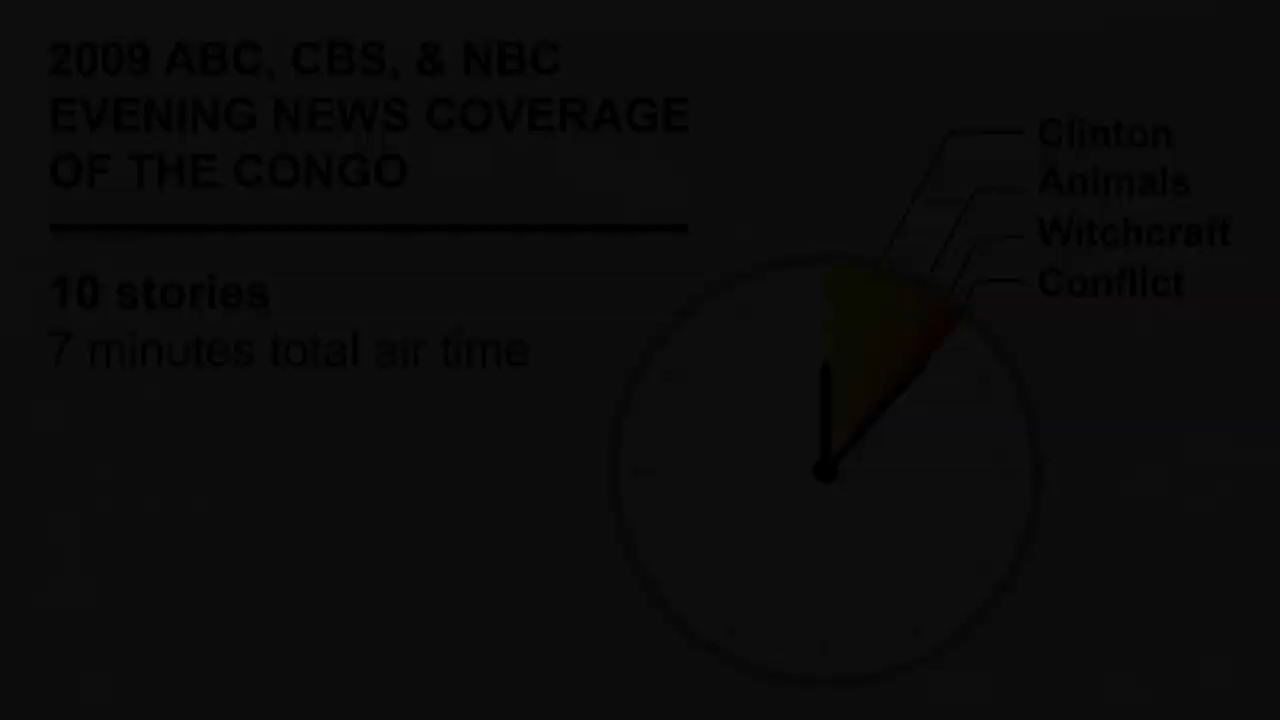 2009 ABC, CBS, & NBC
EVENING NEWS COVERAGE
OF THE CONGO
10 stories
7 minutes total air time
Clinton
Animals
Witchcraft
Conflict